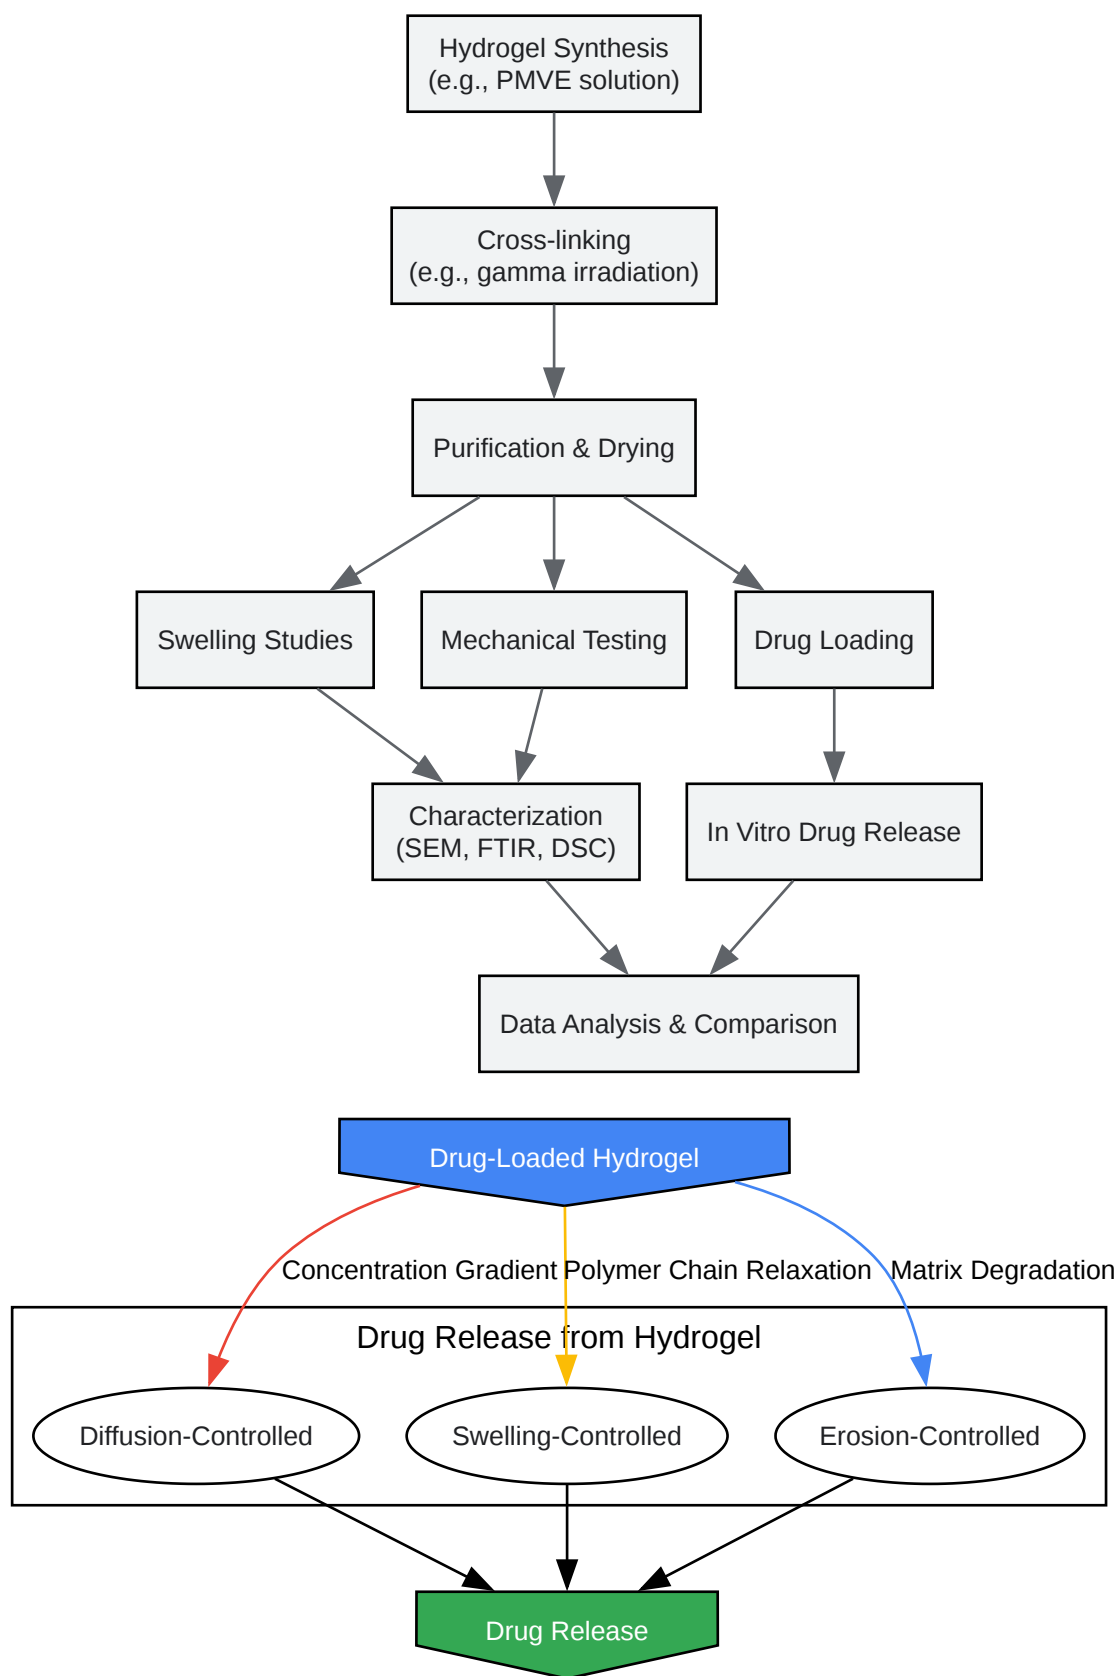 Hydrogel Synthesis
(e.g., PMVE solution)
Cross-linking
(e.g., gamma irradiation)
Purification & Drying
Swelling Studies
Mechanical Testing
Drug Loading
Characterization
(SEM, FTIR, DSC)
In Vitro Drug Release
Data Analysis & Comparison
Drug-Loaded Hydrogel
Concentration Gradient
Polymer Chain Relaxation
Matrix Degradation
Drug Release from Hydrogel
Diffusion-Controlled
Swelling-Controlled
Erosion-Controlled
Drug Release